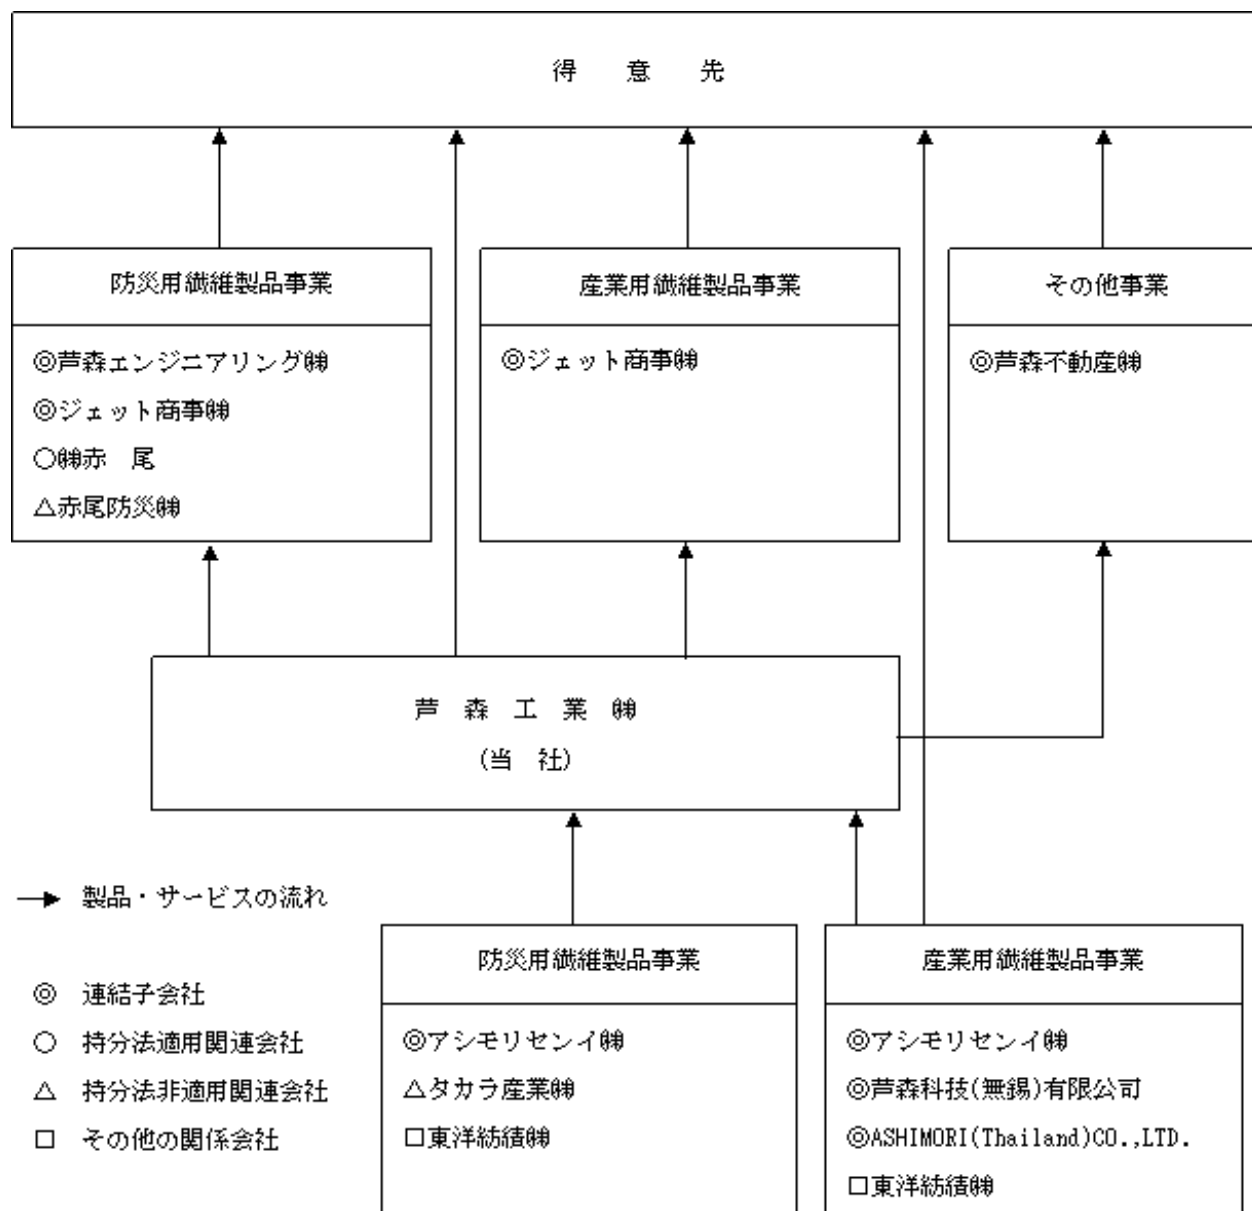 得　意　先
防災用繊維製品事業
◎芦森エンジニアリング㈱
◎ジェット商事㈱
○㈱赤　尾
△赤尾防災㈱
産業用繊維製品事業
◎ジェット商事㈱
その他事業
◎芦森不動産㈱
芦　森　工　業　㈱
(当　社)
→ 製品・サービスの流れ
◎ 連結子会社
○ 持分法適用関連会社
△ 持分法非適用関連会社
□ その他の関係会社
防災用繊維製品事業
◎アシモリセンイ㈱
△タカラ産業㈱
□東洋紡績㈱
産業用繊維製品事業
◎アシモリセンイ㈱
◎芦森科技(無錫)有限公司
◎ASHIMORI(Thailand)CO.,LTD.
□東洋紡績㈱